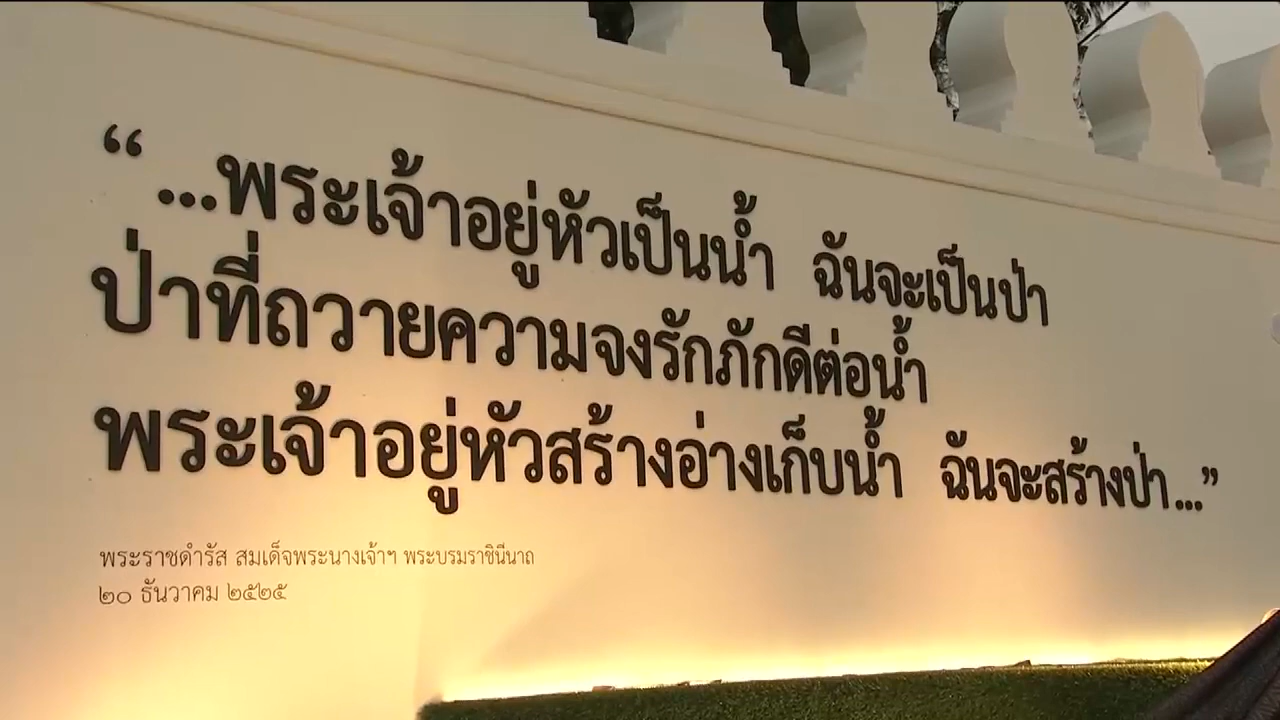 “...พระเจ้าอยู่หัวเป็นน้ำ ฉันจะเป็นป่า
ป่าที่ถวายความจงรักภักดีต่อน้ำ
พระเจ้าอยู่หัวสร้างอ่างเก็บน้ำ ฉันจะสร้างป่า...”
พระราชดำรัส สมเด็จพระนางเจ้าฯ พระบรมราชินีนาถ
๒๐ ธันวาคม ๒๕๒๕